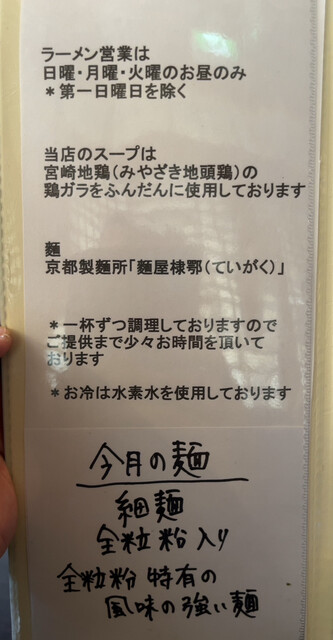 ラーメン営業は
日曜・月曜・火曜のお昼のみ
＊第一日曜日を除く
当店のスープは
宮崎地鶏(みやざき地頭鶏)の
鶏ガラをふんだんに使用しております
麺
京都製麺所「麺屋棣鄂(ていがく)」
＊一杯ずつ調理しておりますので
ご提供まで少々お時間を頂いて
おります
＊お冷は水素水を使用しております
今月の麺
細麺
全粒粉入り
全粒粉特有の
風味の強い麺